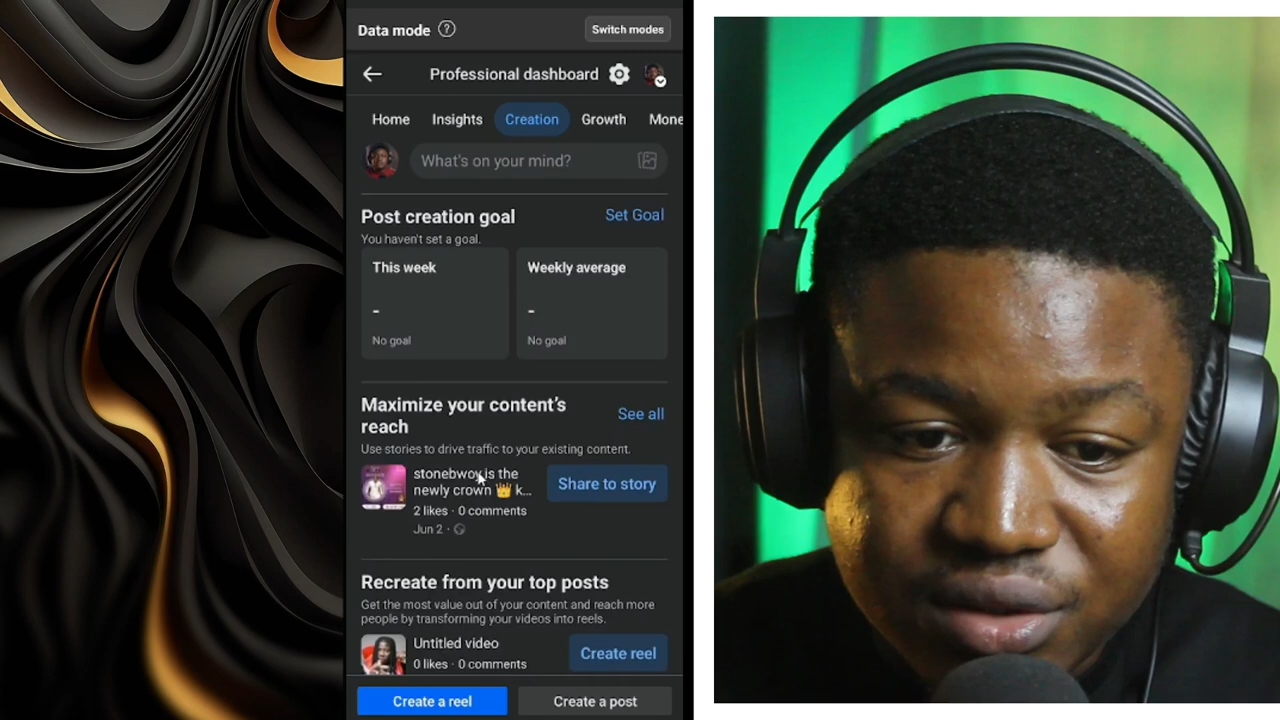 Data mode
Switch modes
Professional dashboard
Home Insights Creation Growth Mone
What's on your mind?
Post creation goal
Set Goal
You haven't set a goal.
This week
Weekly average
-
-
No goal
No goal
Maximize your content's
reach
See all
Use stories to drive traffic to your existing content.
stonebwoy is the
newly crown 👑 k...
Share to story
2 likes · 0 comments
Jun 2 ·
Recreate from your top posts
Get the most value out of your content and reach more
people by transforming your videos into reels.
Untitled video
0 likes · 0 comments
Create reel
Create a reel
Create a post